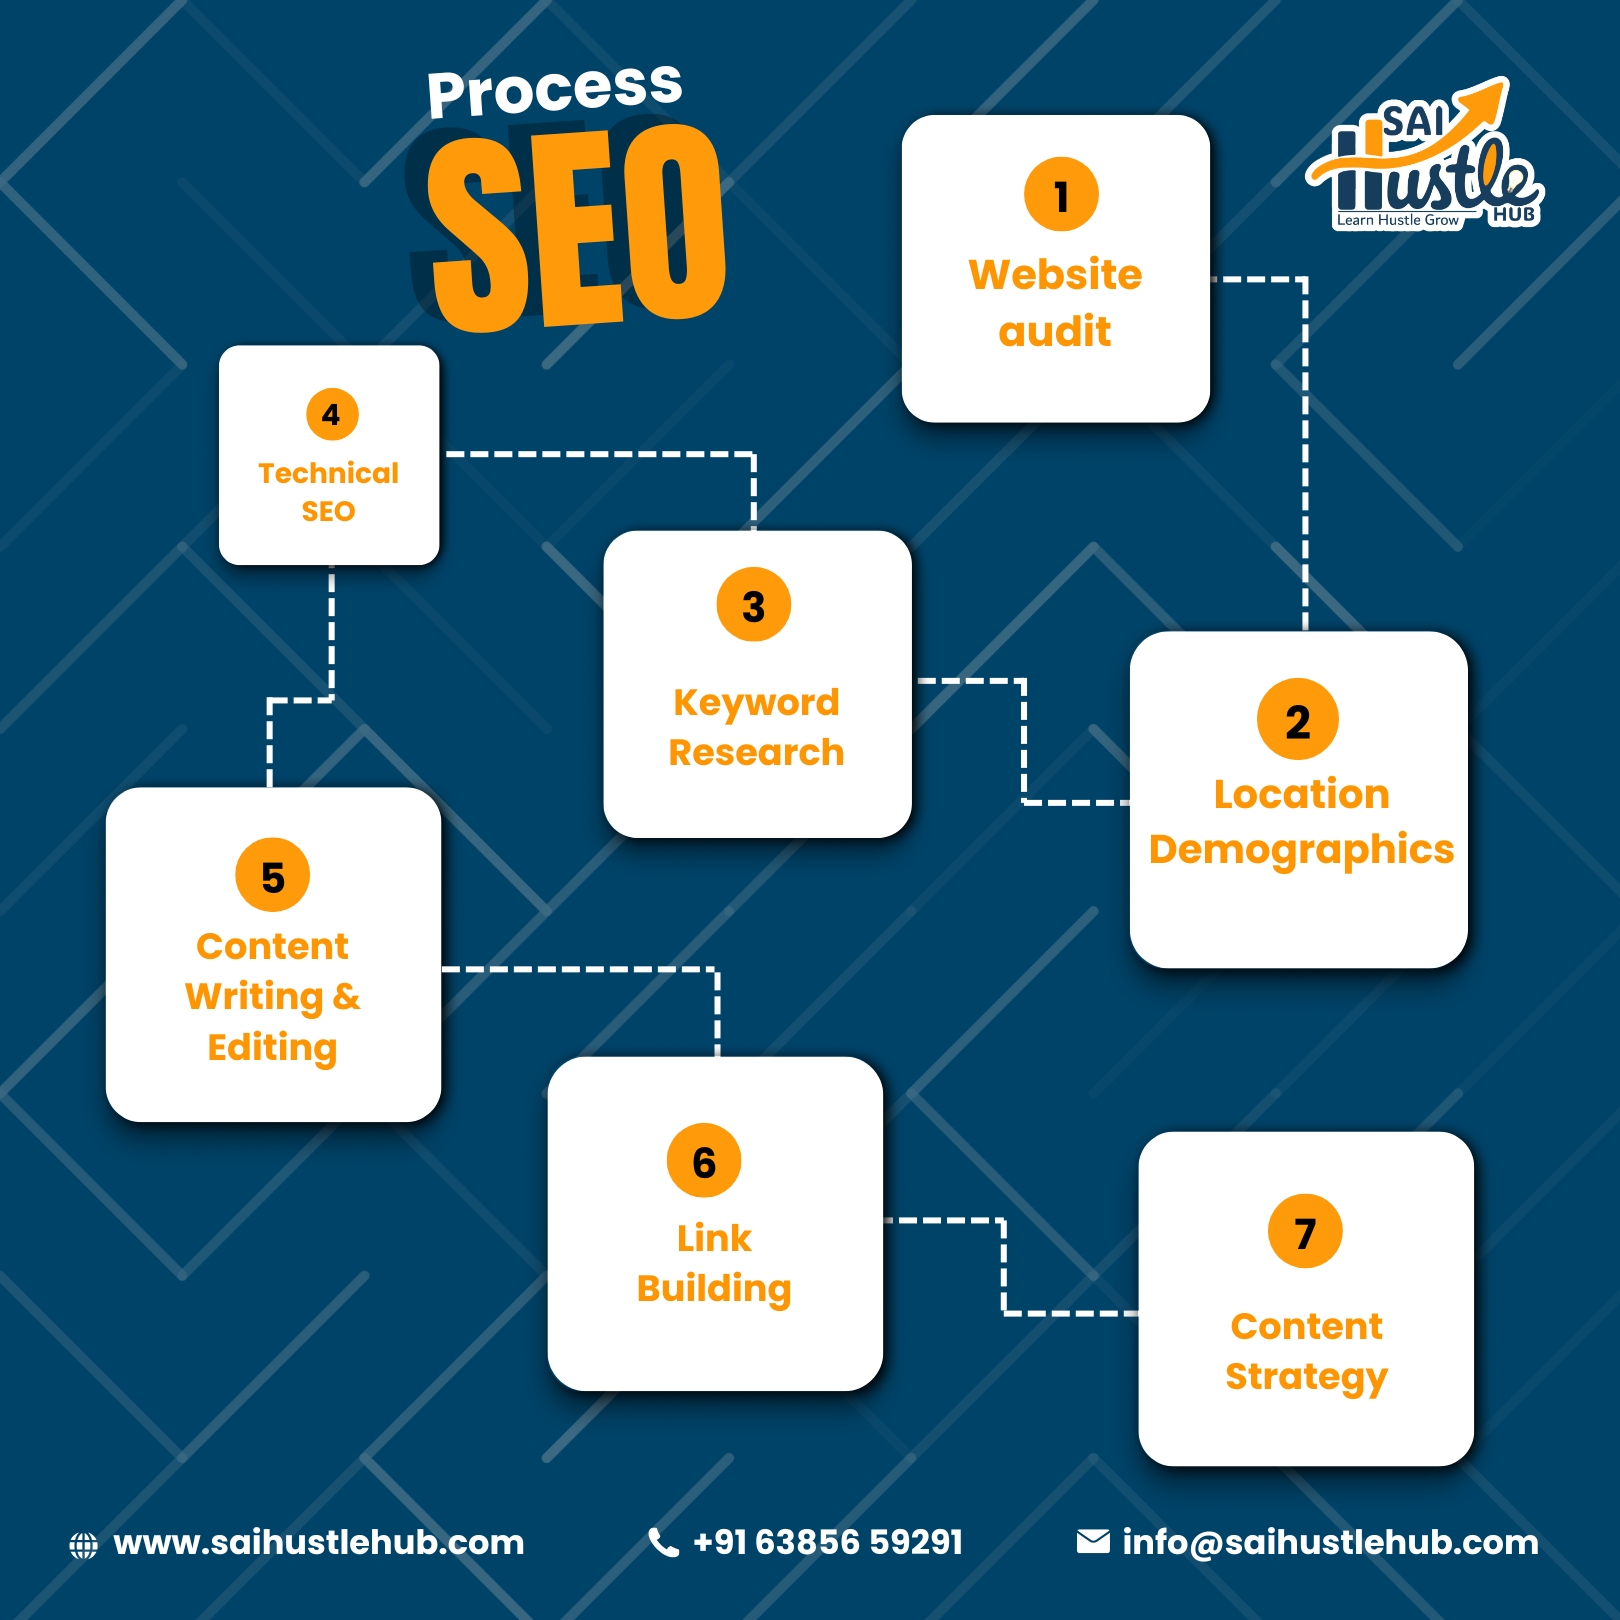 Process
SEO
SAI
Hustle
HUB
Learn Hustle Grow
1
Website
audit
2
Location
Demographics
3
Keyword
Research
4
Technical
SEO
5
Content
Writing &
Editing
6
Link
Building
7
Content
Strategy
www.saihustlehub.com
+91 63856 59291
info@saihustlehub.com